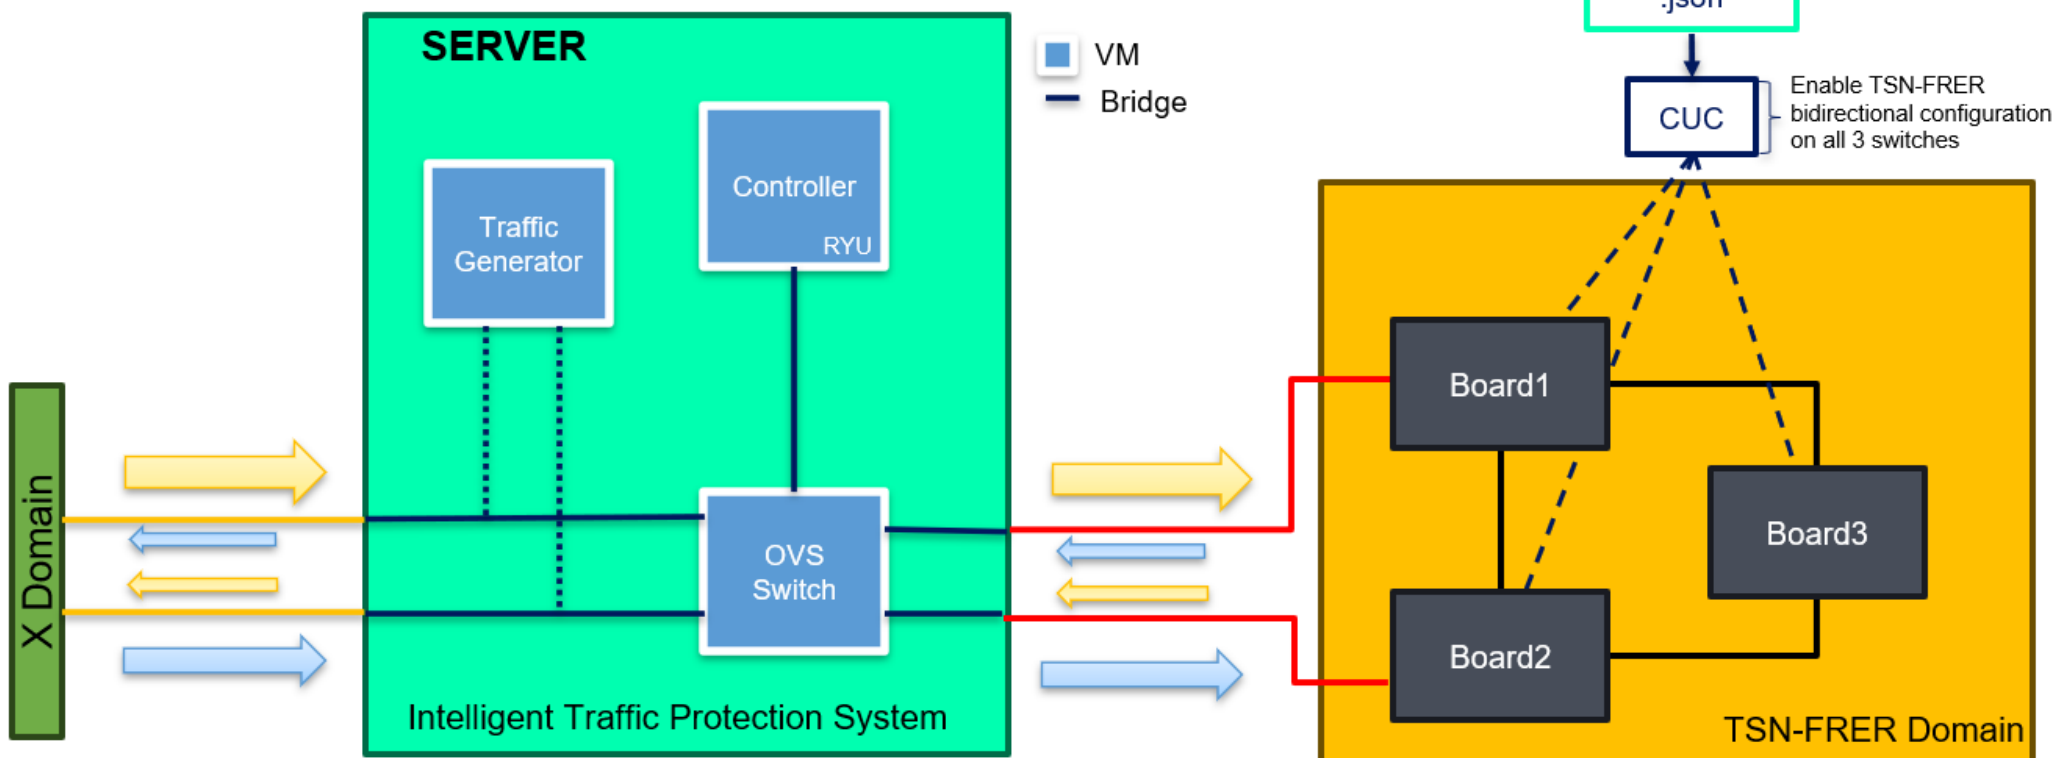 .json
SERVER
VM
Bridge
CUC
Enable TSN-FRER
bidirectional configuration
on all 3 switches
Controller
RYU
Traffic
Generator
Board1
X Domain
OVS
Switch
Board3
Board2
Intelligent Traffic Protection System
TSN-FRER Domain